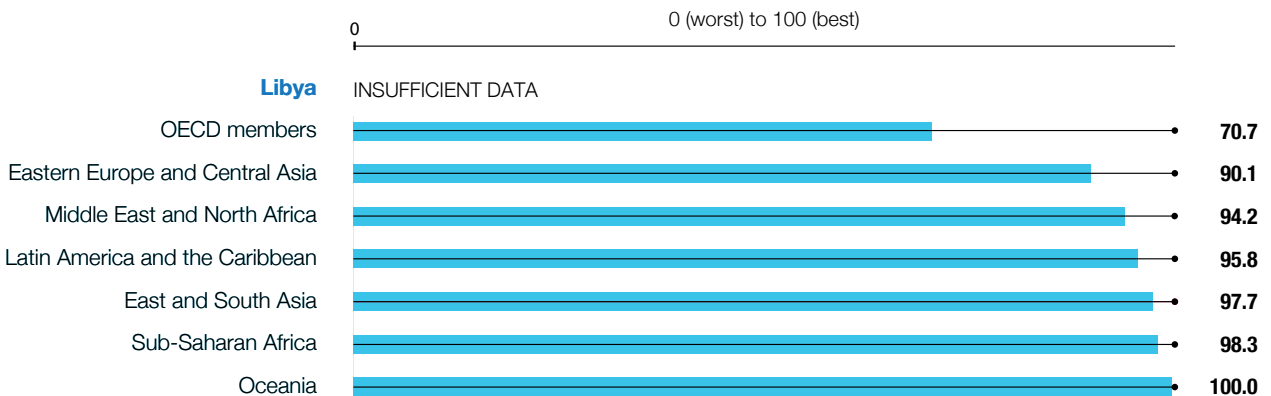 0 (worst) to 100 (best)
0
Libya INSUFFICIENT DATA
OECD members 70.7
Eastern Europe and Central Asia 90.1
Middle East and North Africa 94.2
Latin America and the Caribbean 95.8
East and South Asia 97.7
Sub-Saharan Africa 98.3
Oceania 100.0